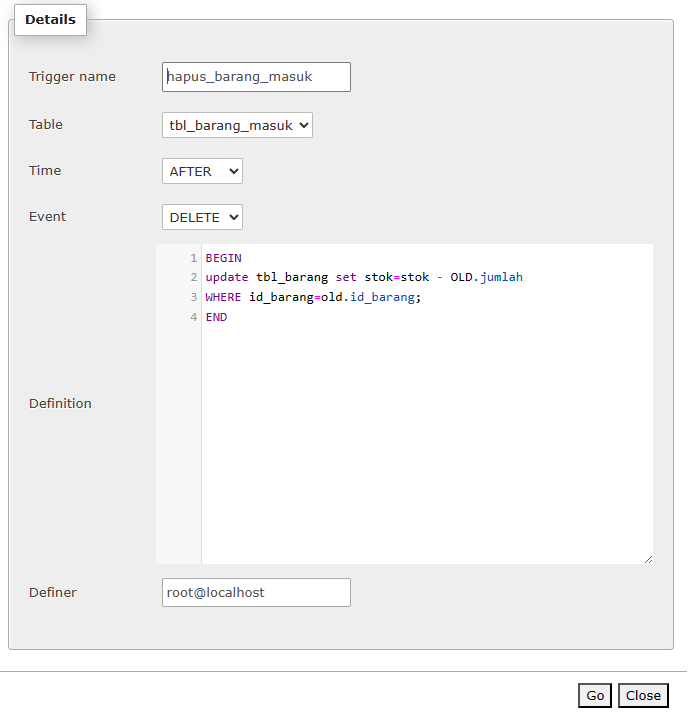 Details
Trigger name
hapus_barang_masuk
Table
tbl_barang_masuk
Time
AFTER
Event
DELETE
Definition
1 BEGIN
2 update tbl_barang set stok=stok - OLD.jumlah
3 WHERE id_barang=old.id_barang;
4 END
Definer
root@localhost
Go
Close